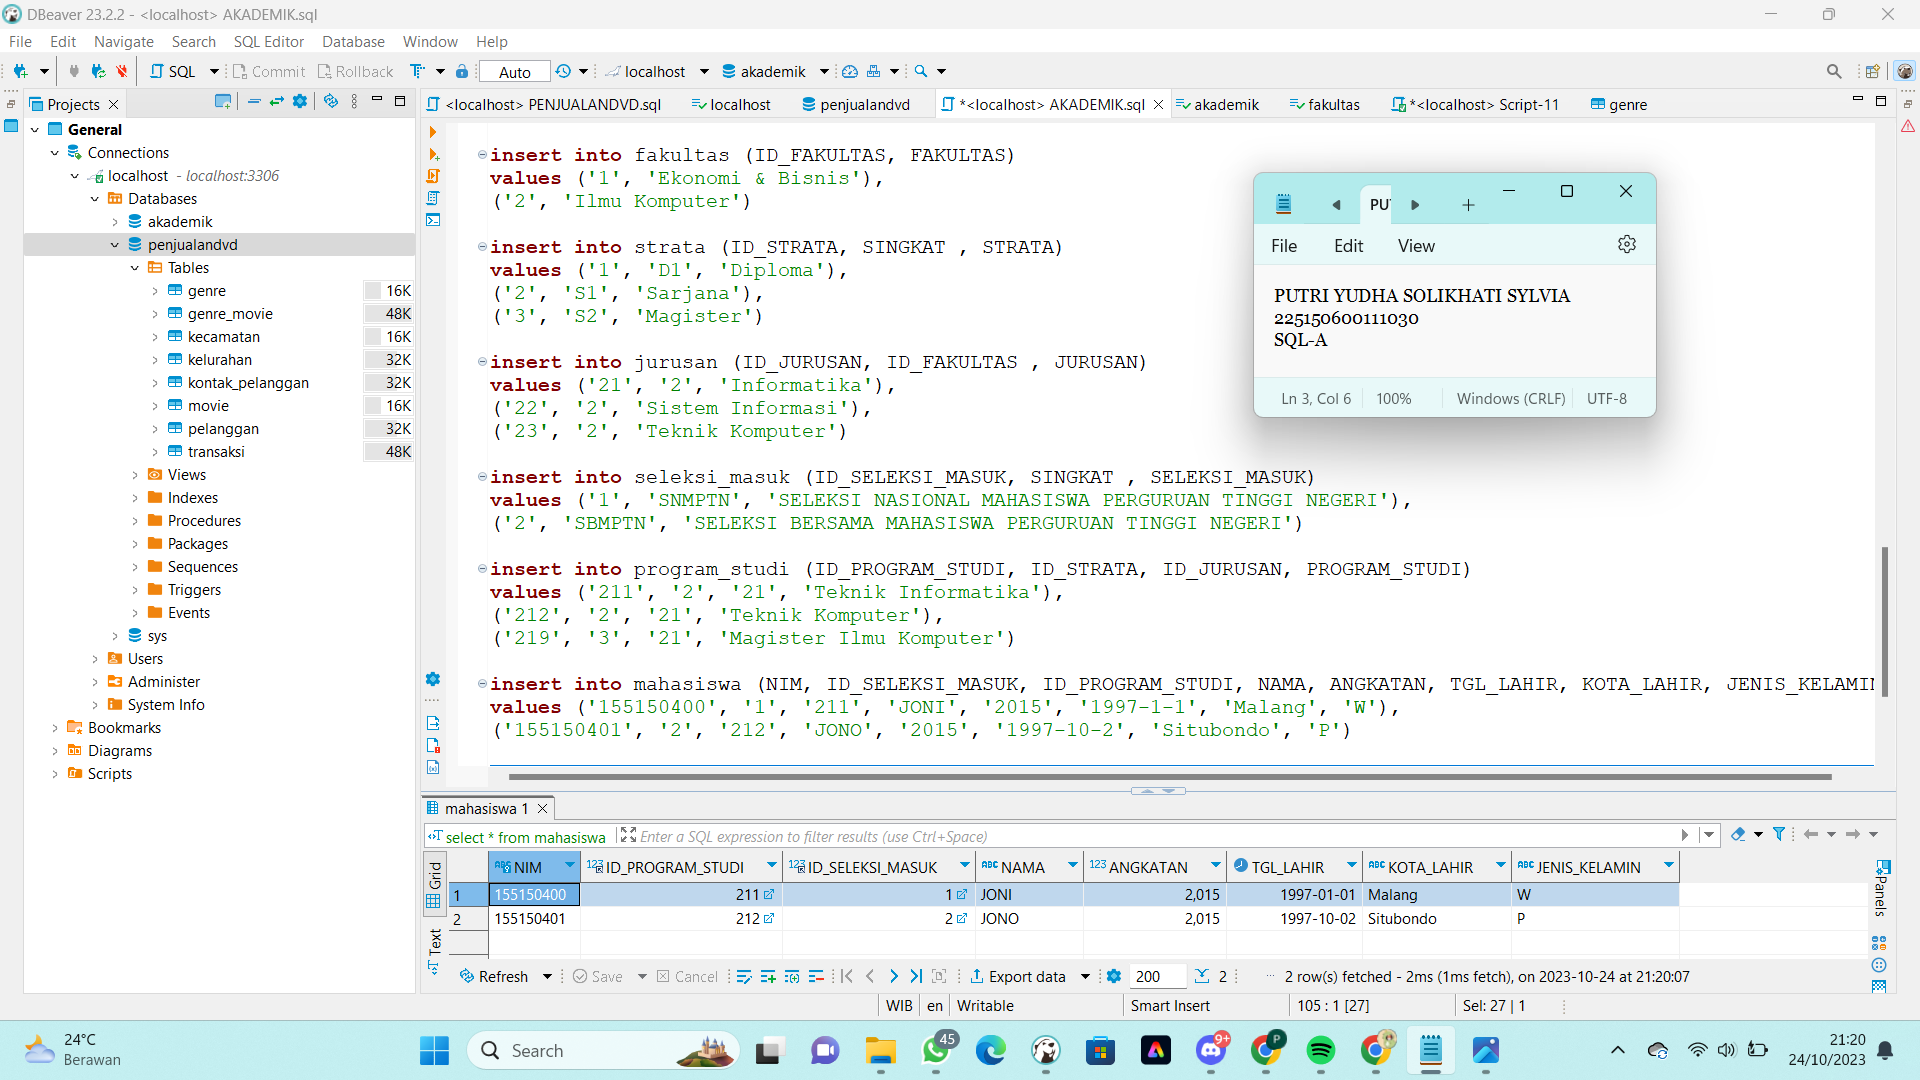 DBeaver 23.2.2 - <localhost> AKADEMIK.sql
File Edit Navigate Search SQL Editor Database Window Help
SQL Commit Rollback Auto localhost akademik
Projects
<localhost> PENJUALANDVD.sql localhost penjualandvd *<localhost> AKADEMIK.sql akademik fakultas *<localhost> Script-11 genre
General
Connections
localhost - localhost:3306
Databases
akademik
penjualandvd
Tables
genre 16K
genre_movie 48K
kecamatan 16K
kelurahan 32K
kontak_pelanggan 32K
movie 16K
pelanggan 32K
transaksi 48K
Views
Indexes
Procedures
Packages
Sequences
Triggers
Events
sys
Users
Administer
System Info
Bookmarks
Diagrams
Scripts
insert into fakultas (ID_FAKULTAS, FAKULTAS)
values ('1', 'Ekonomi & Bisnis'),
('2', 'Ilmu Komputer')
insert into strata (ID_STRATA, SINGKAT , STRATA)
values ('1', 'D1', 'Diploma'),
('2', 'S1', 'Sarjana'),
('3', 'S2', 'Magister')
insert into jurusan (ID_JURUSAN, ID_FAKULTAS , JURUSAN)
values ('21', '2', 'Informatika'),
('22', '2', 'Sistem Informasi'),
('23', '2', 'Teknik Komputer')
insert into seleksi_masuk (ID_SELEKSI_MASUK, SINGKAT , SELEKSI_MASUK)
values ('1', 'SNMPTN', 'SELEKSI NASIONAL MAHASISWA PERGURUAN TINGGI NEGERI'),
('2', 'SBMPTN', 'SELEKSI BERSAMA MAHASISWA PERGURUAN TINGGI NEGERI')
insert into program_studi (ID_PROGRAM_STUDI, ID_STRATA, ID_JURUSAN, PROGRAM_STUDI)
values ('211', '2', '21', 'Teknik Informatika'),
('212', '2', '21', 'Teknik Komputer'),
('219', '3', '21', 'Magister Ilmu Komputer')
insert into mahasiswa (NIM, ID_SELEKSI_MASUK, ID_PROGRAM_STUDI, NAMA, ANGKATAN, TGL_LAHIR, KOTA_LAHIR, JENIS_KELAMIN
values ('155150400', '1', '211', 'JONI', '2015', '1997-1-1', 'Malang', 'W'),
('155150401', '2', '212', 'JONO', '2015', '1997-10-2', 'Situbondo', 'P')
PUT
File Edit View
PUTRI YUDHA SOLIKHATI SYLVIA
225150600111030
SQL-A
Ln 3, Col 6 100% Windows (CRLF) UTF-8
mahasiswa 1
select * from mahasiswa Enter a SQL expression to filter results (use Ctrl+Space)
Grid
Text
Panels
NIM ID_PROGRAM_STUDI ID_SELEKSI_MASUK NAMA ANGKATAN TGL_LAHIR KOTA_LAHIR JENIS_KELAMIN
1 155150400 211 1 JONI 2,015 1997-01-01 Malang W
2 155150401 212 2 JONO 2,015 1997-10-02 Situbondo P
Refresh Save Cancel Export data 200 2 2 row(s) fetched - 2ms (1ms fetch), on 2023-10-24 at 21:20:07
WIB en Writable Smart Insert 105 : 1 [27] Sel: 27 | 1
24°C
Berawan
Search
45
9+
P
21:20
24/10/2023